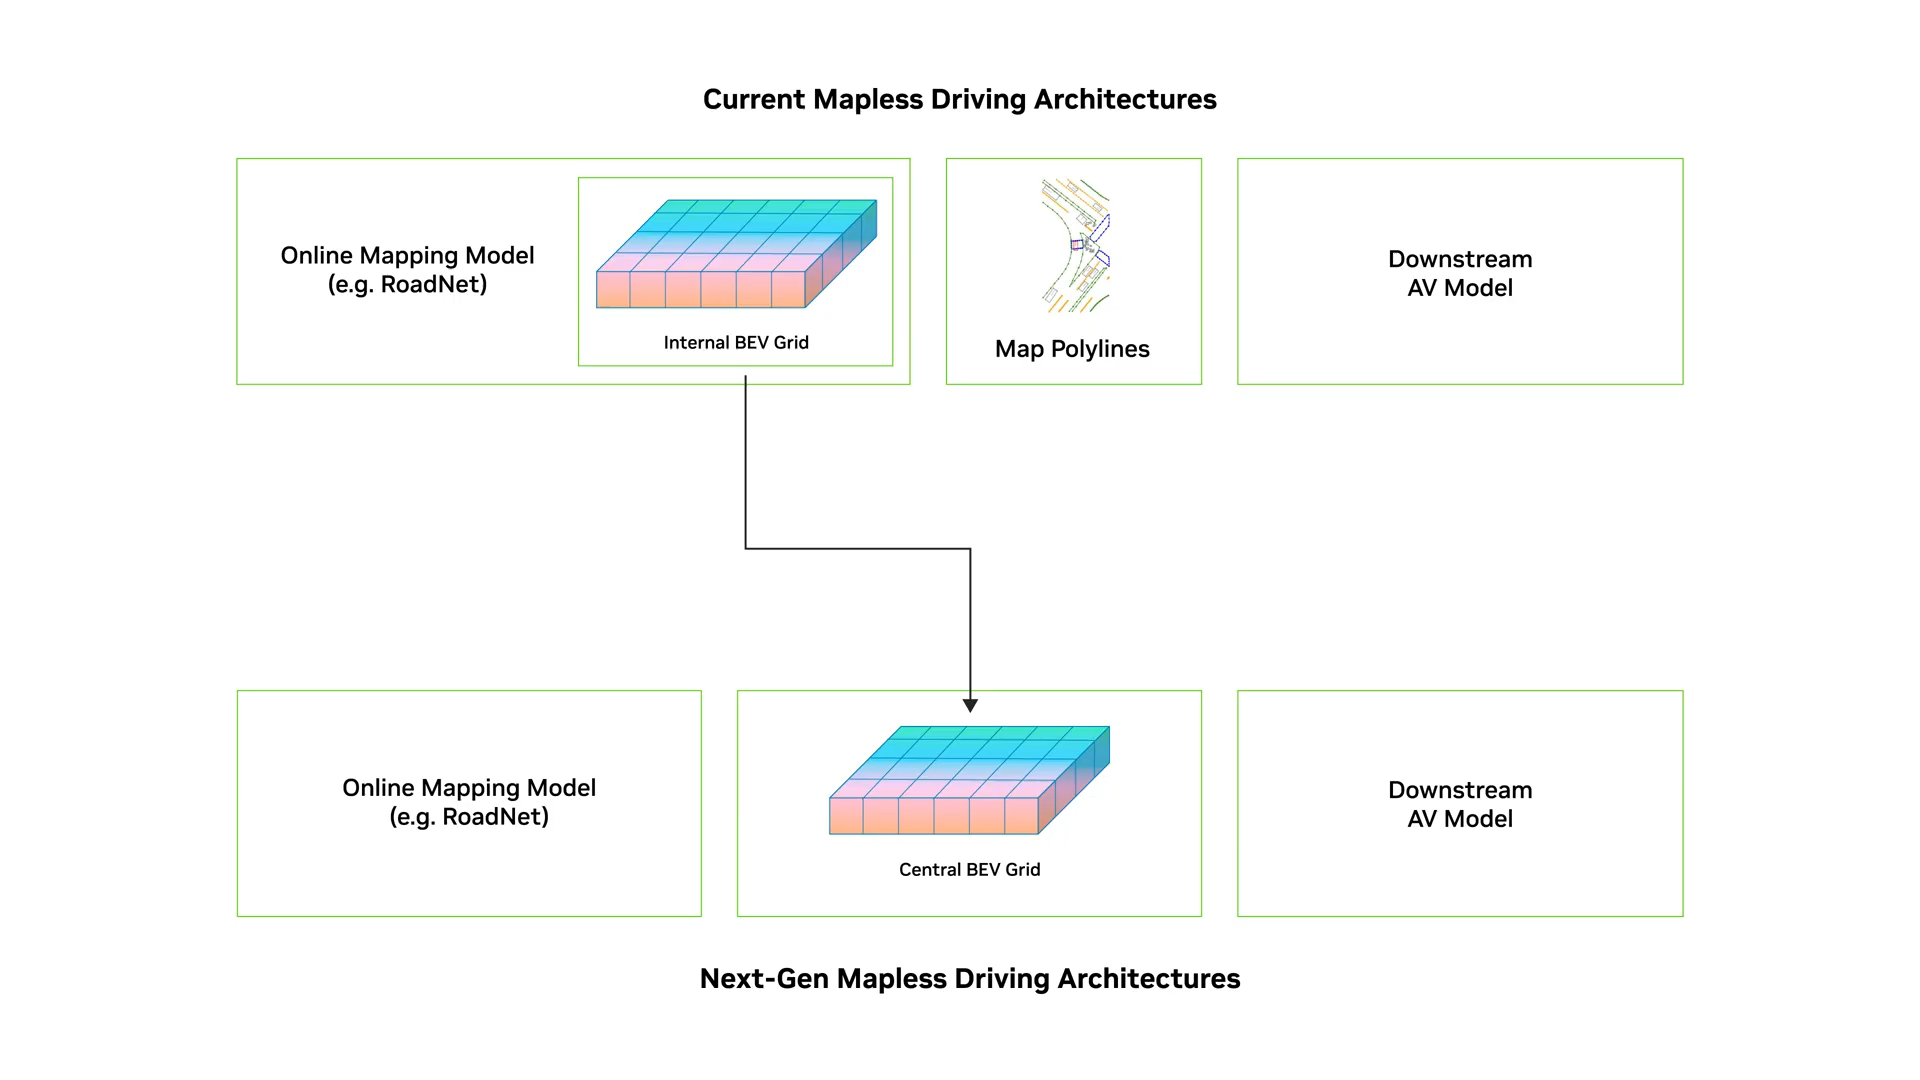 Current Mapless Driving Architectures
Online Mapping Model
(e.g. RoadNet)
Internal BEV Grid
Map Polylines
Downstream
AV Model
Online Mapping Model
(e.g. RoadNet)
Central BEV Grid
Downstream
AV Model
Next-Gen Mapless Driving Architectures